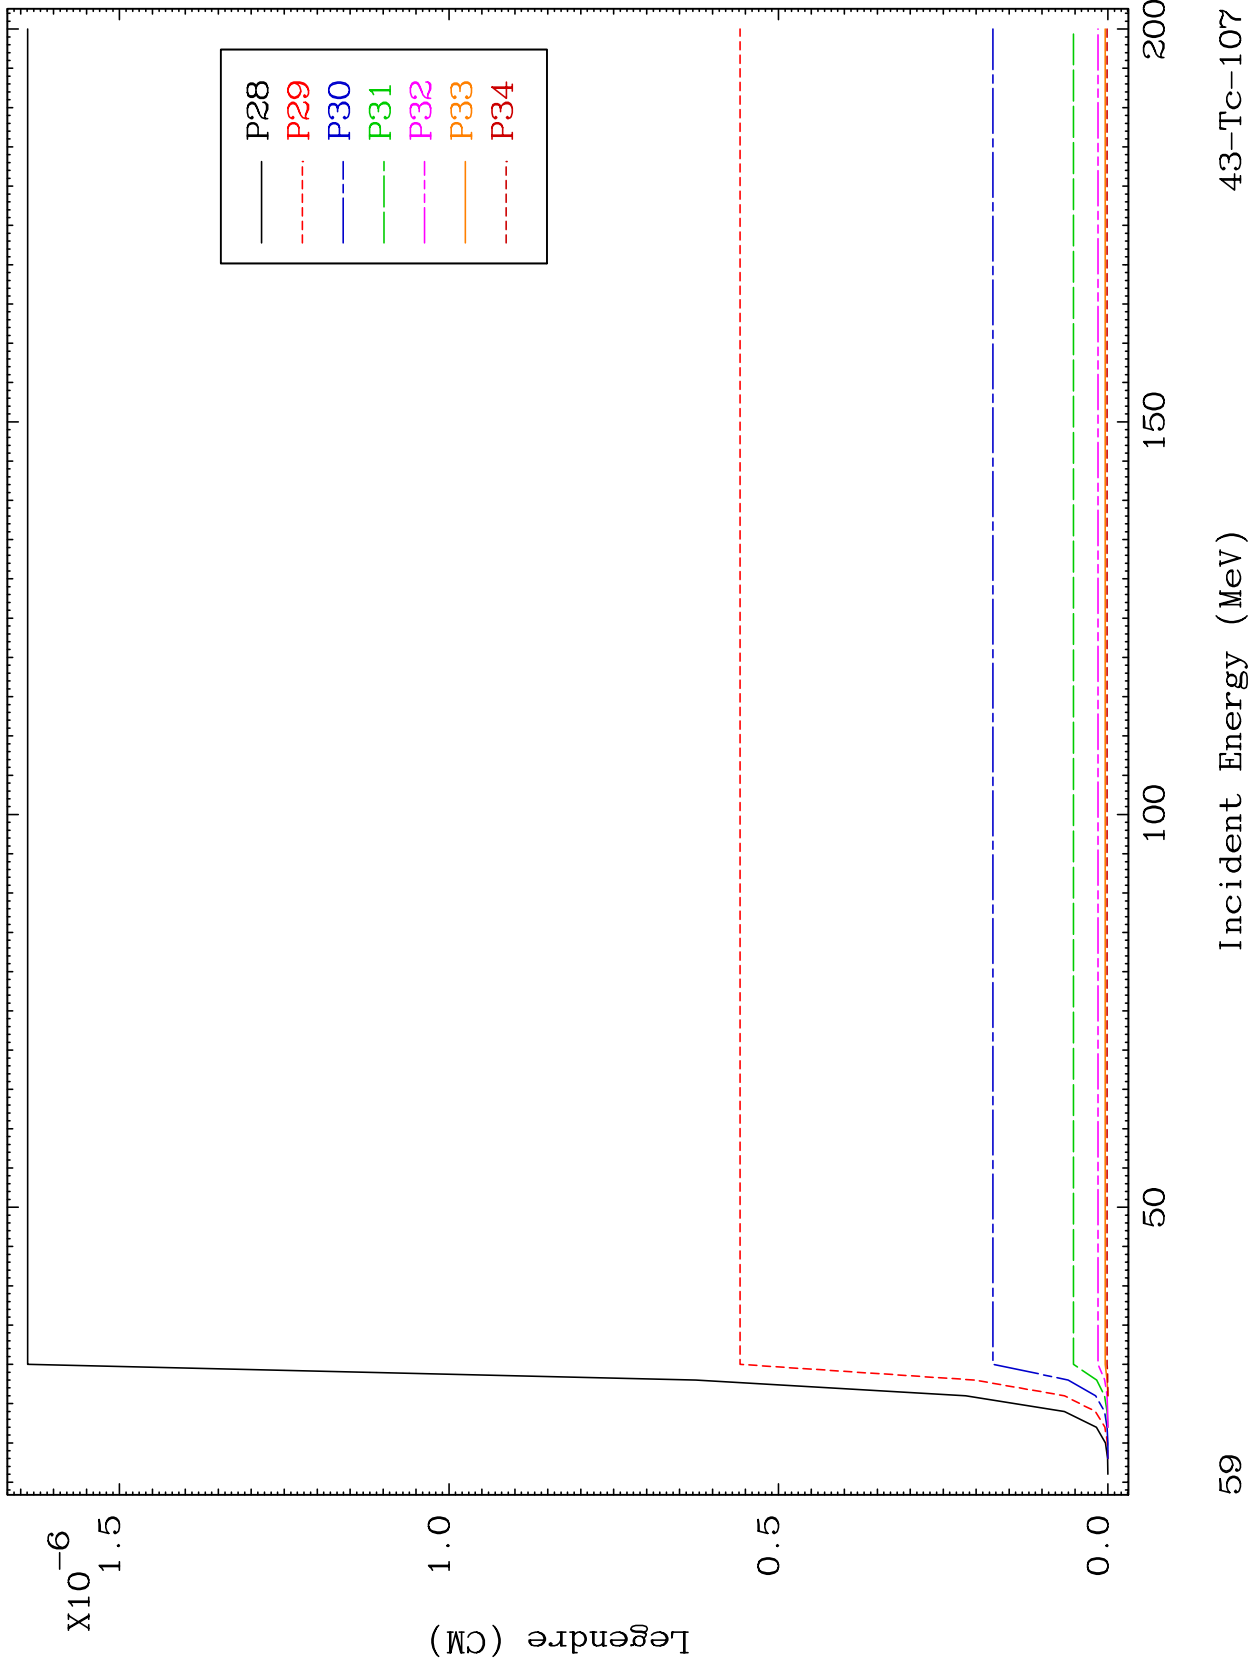 X10-6
1.5
1.0
0.5
0.0
Legendre (CM)
P28
P29
P30
P31
P32
P33
P34
50
100
150
200
Incident Energy (MeV)
59
43-Tc-107